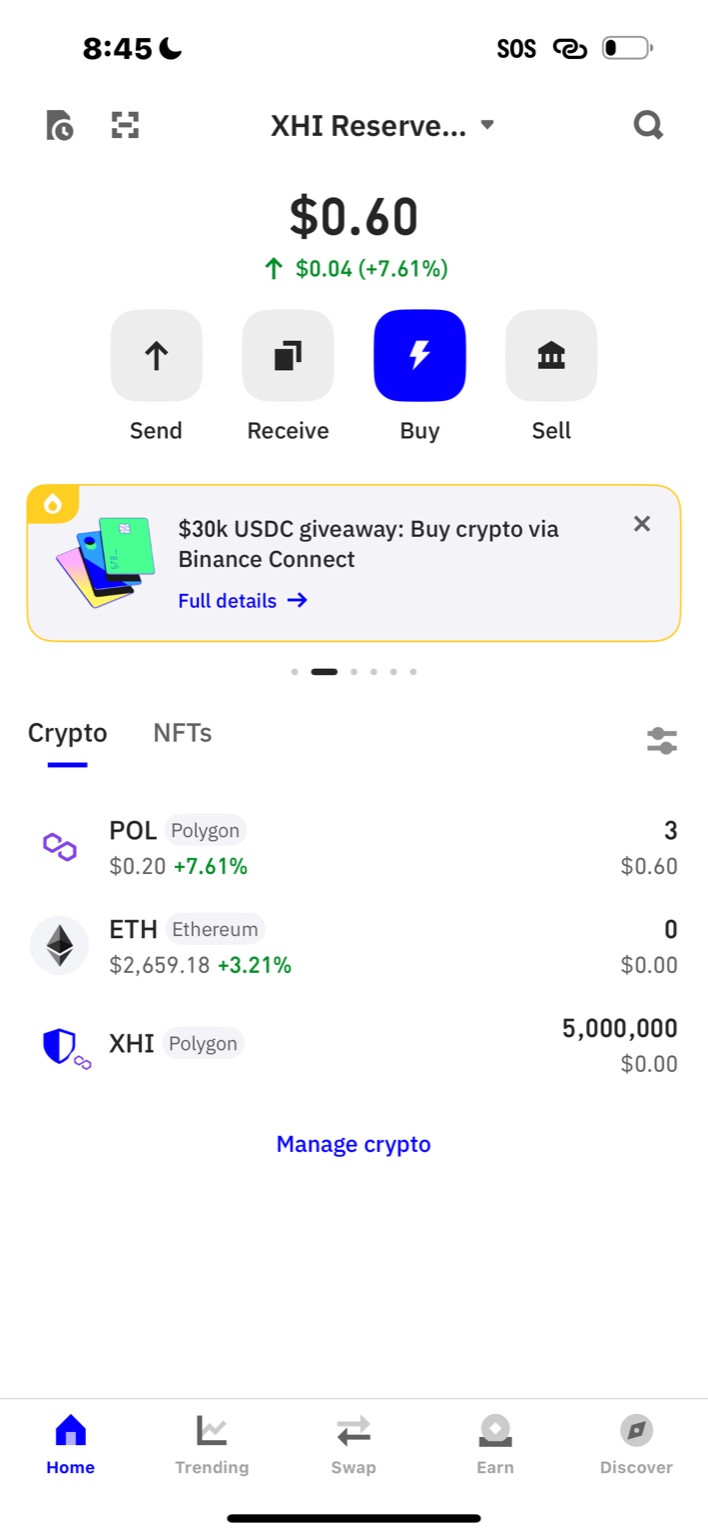 8:45
SOS
XHI Reserve...
$0.60
$0.04 (+7.61%)
Send Receive Buy Sell
$30k USDC giveaway: Buy crypto via
Binance Connect
Full details
Crypto NFTs
POL Polygon 3
$0.20 +7.61% $0.60
ETH Ethereum 0
$2,659.18 +3.21% $0.00
XHI Polygon 5,000,000
$0.00
Manage crypto
Home Trending Swap Earn Discover